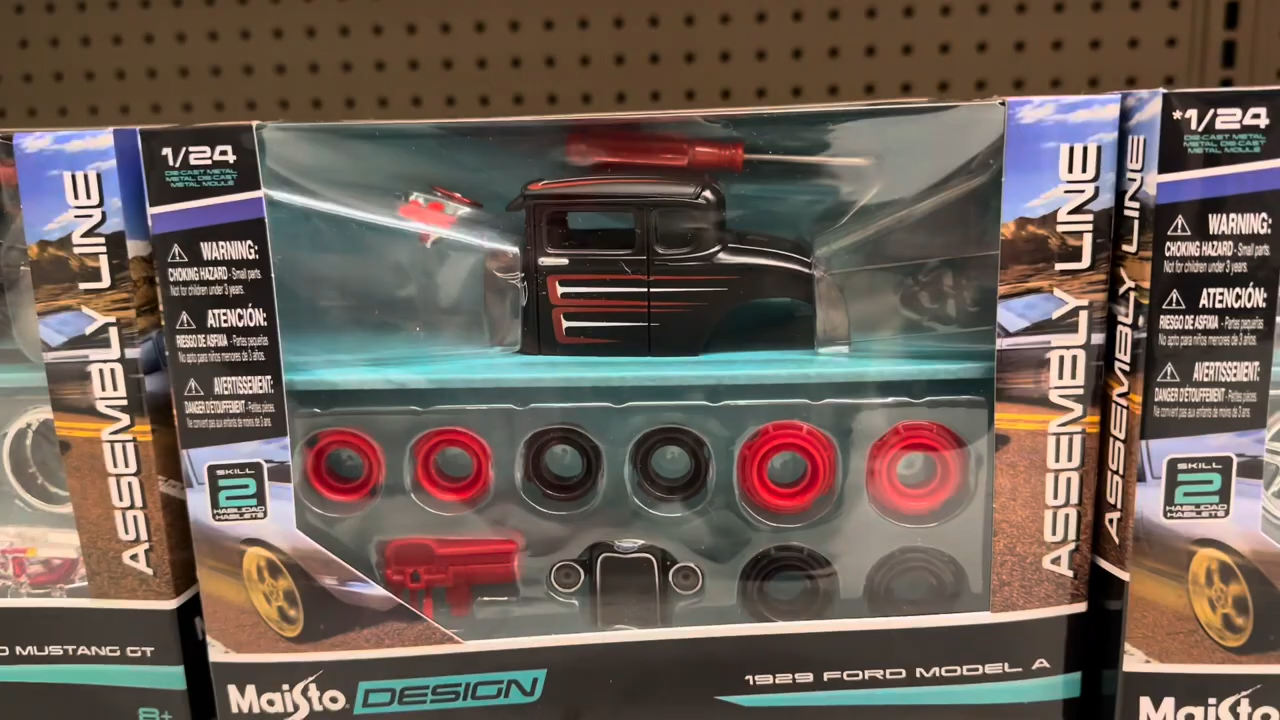 ASSEMBLY LINE
MUSTANG GT
8+
1/24
DIE-CAST METAL
METAL DIE-CAST
METAL MOULÉ
WARNING:
CHOKING HAZARD - Small parts.
Not for children under 3 years.
ATENCIÓN:
RIESGO DE ASFIXIA - Partes pequeñas
No apto para niños menores de 3 años.
AVERTISSEMENT:
DANGER D'ÉTOUFFEMENT - Petites pièces.
Ne convient pas aux enfants de moins de 3 ans.
SKILL
2
HABILIDAD
HABILETÉ
Maisto DESIGN
1929 FORD MODEL A
ASSEMBLY LINE
ASSEMBLY LINE
*1/24
DIE-CAST METAL
METAL DIE-CAST
METAL MOULÉ
WARNING:
CHOKING HAZARD - Small parts.
Not for children under 3 years.
ATENCIÓN:
RIESGO DE ASFIXIA - Partes pequeñas
No apto para niños menores de 3 años.
AVERTISSEMENT:
DANGER D'ÉTOUFFEMENT - Petites pièces.
Ne convient pas aux enfants de moins de 3 ans.
SKILL
2
HABILIDAD
HABILETÉ
Maisto